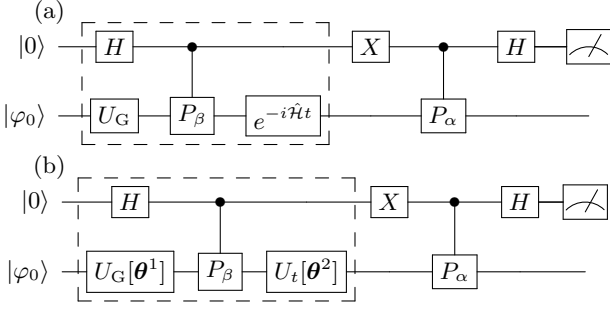 (a)
|0⟩ H X H
|φ₀⟩ U_G P_β e^{-iĤt} P_α
(b)
|0⟩ H X H
|φ₀⟩ U_G[θ¹] P_β U_t[θ²] P_α